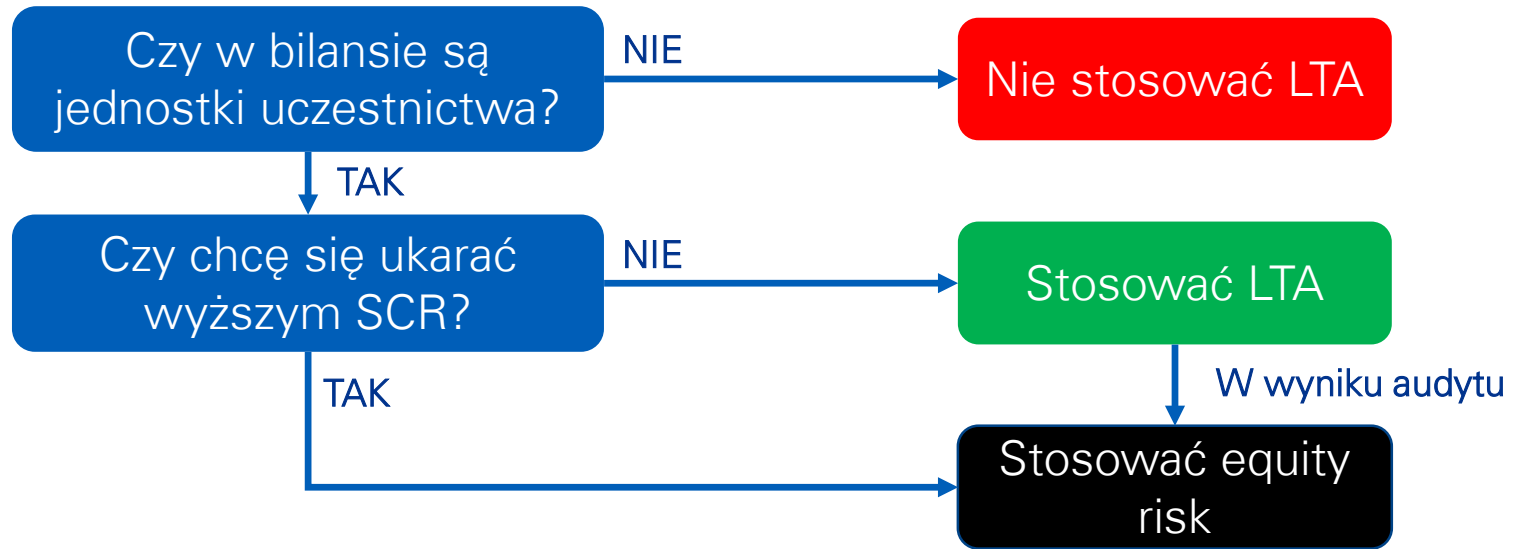 Czy w bilansie są
jednostki uczestnictwa?
NIE
Nie stosować LTA
TAK
Czy chcę się ukarać
wyższym SCR?
NIE
Stosować LTA
TAK
W wyniku audytu
Stosować equity
risk